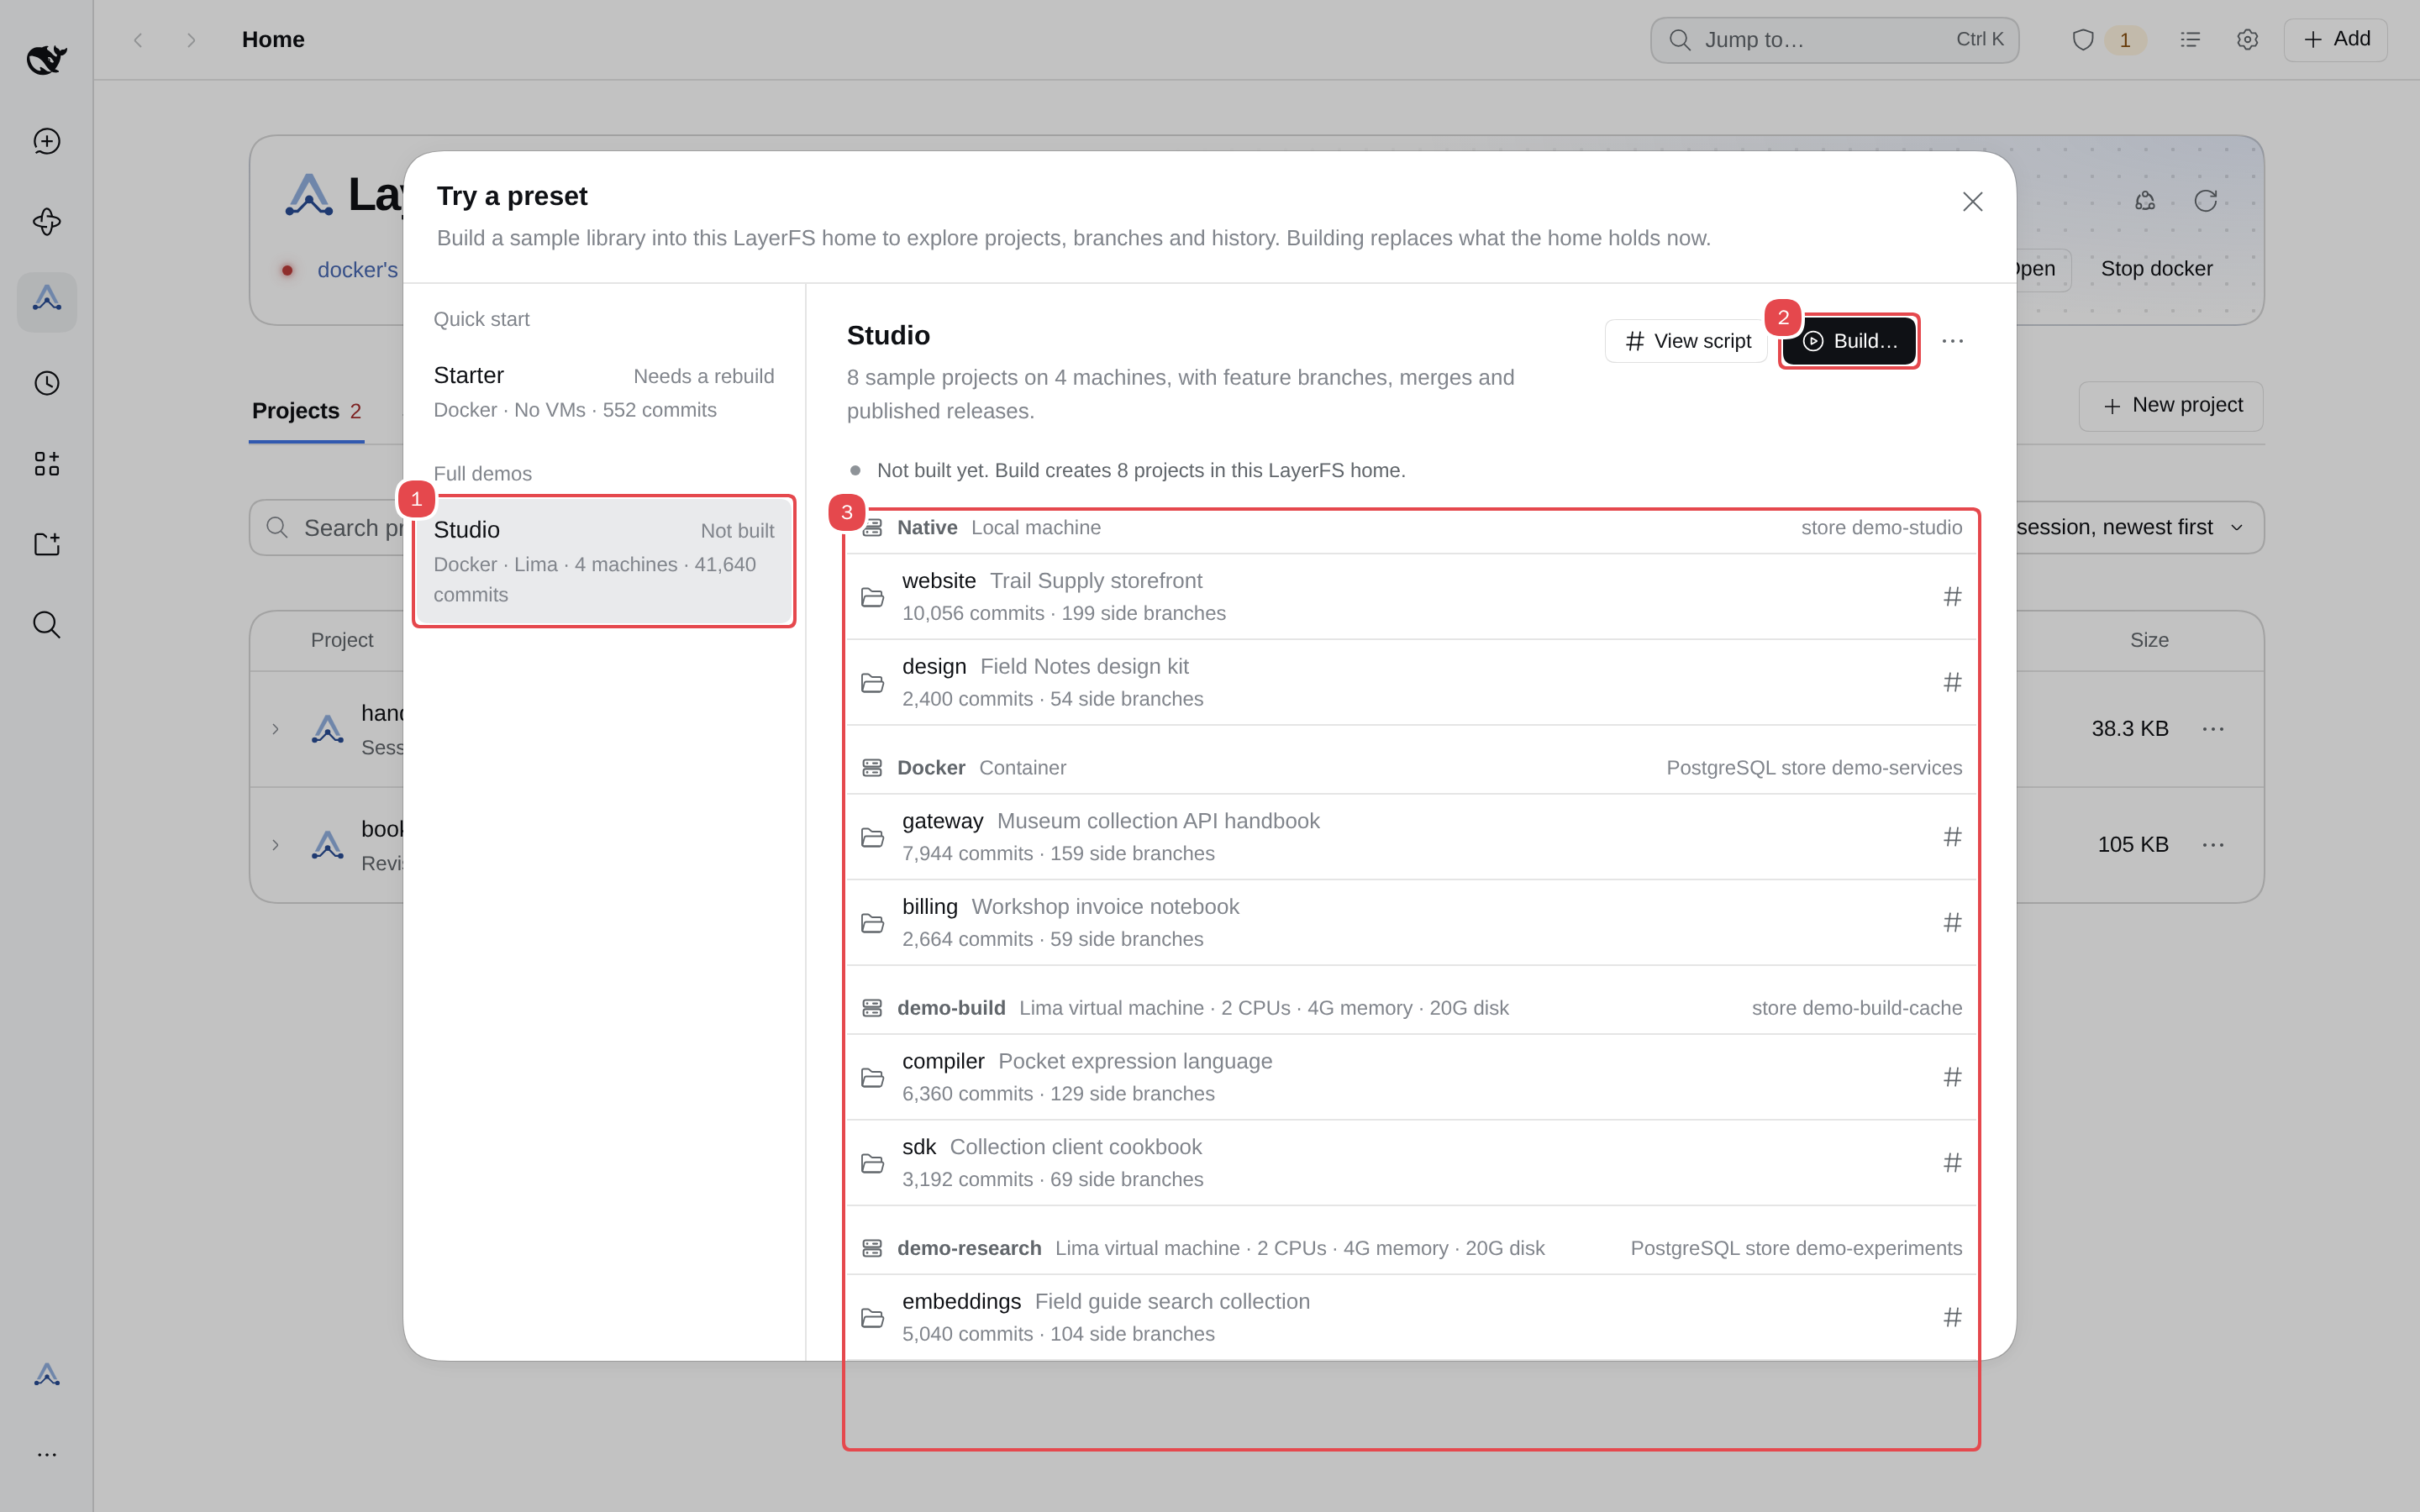 Home
Jump to…
Ctrl K
1
Add
docker's
Open
Stop docker
Projects 2
New project
session, newest first
Project
Size
38.3 KB
105 KB
Try a preset
Build a sample library into this LayerFS home to explore projects, branches and history. Building replaces what the home holds now.
Quick start
Starter
Needs a rebuild
Docker · No VMs · 552 commits
Full demos
1
Studio
Not built
Docker · Lima · 4 machines · 41,640
commits
Studio
View script
2
Build…
8 sample projects on 4 machines, with feature branches, merges and
published releases.
Not built yet. Build creates 8 projects in this LayerFS home.
3
Native Local machine
store demo-studio
website Trail Supply storefront
10,056 commits · 199 side branches
design Field Notes design kit
2,400 commits · 54 side branches
Docker Container
PostgreSQL store demo-services
gateway Museum collection API handbook
7,944 commits · 159 side branches
billing Workshop invoice notebook
2,664 commits · 59 side branches
demo-build Lima virtual machine · 2 CPUs · 4G memory · 20G disk
store demo-build-cache
compiler Pocket expression language
6,360 commits · 129 side branches
sdk Collection client cookbook
3,192 commits · 69 side branches
demo-research Lima virtual machine · 2 CPUs · 4G memory · 20G disk
PostgreSQL store demo-experiments
embeddings Field guide search collection
5,040 commits · 104 side branches